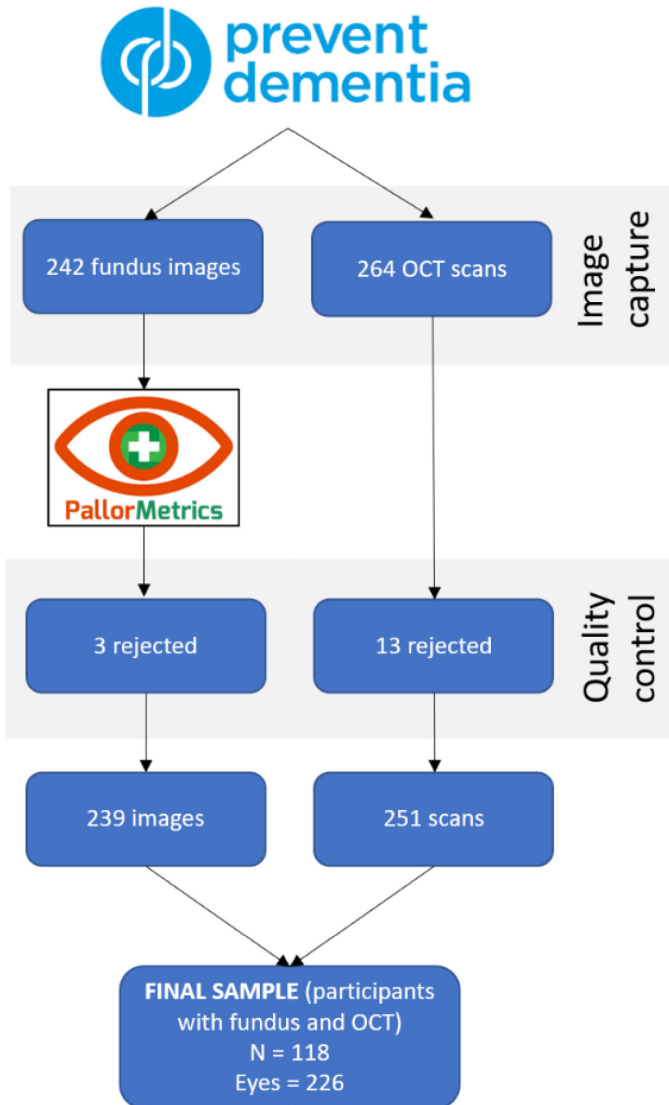 prevent
dementia
242 fundus images
264 OCT scans
Image
capture
PallorMetrics
3 rejected
13 rejected
Quality
control
239 images
251 scans
FINAL SAMPLE (participants
with fundus and OCT)
N = 118
Eyes = 226